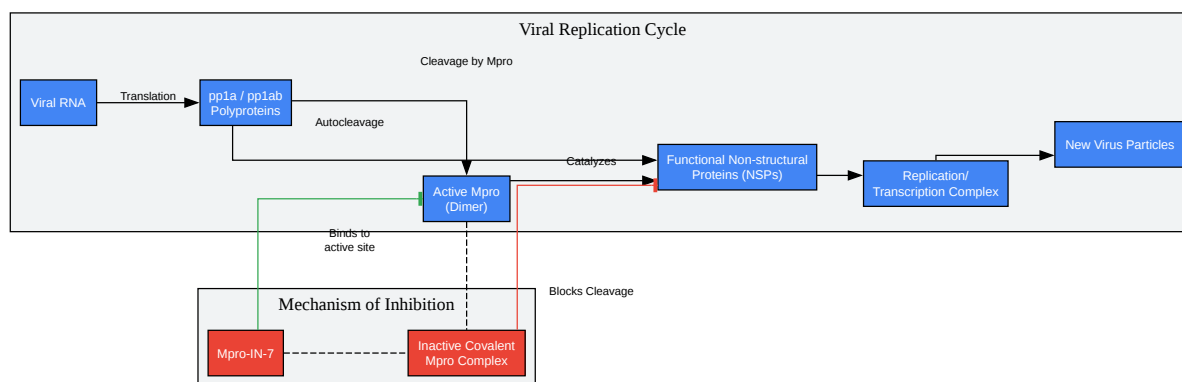 Viral Replication Cycle
Cleavage by Mpro
Viral RNA
Translation
pp1a / pp1ab
Polyproteins
Autocleavage
Catalyzes
Functional Non-structural
Proteins (NSPs)
New Virus Particles
Replication/
Transcription Complex
Active Mpro
(Dimer)
Binds to
active site
Blocks Cleavage
Mechanism of Inhibition
Mpro-IN-7
Inactive Covalent
Mpro Complex